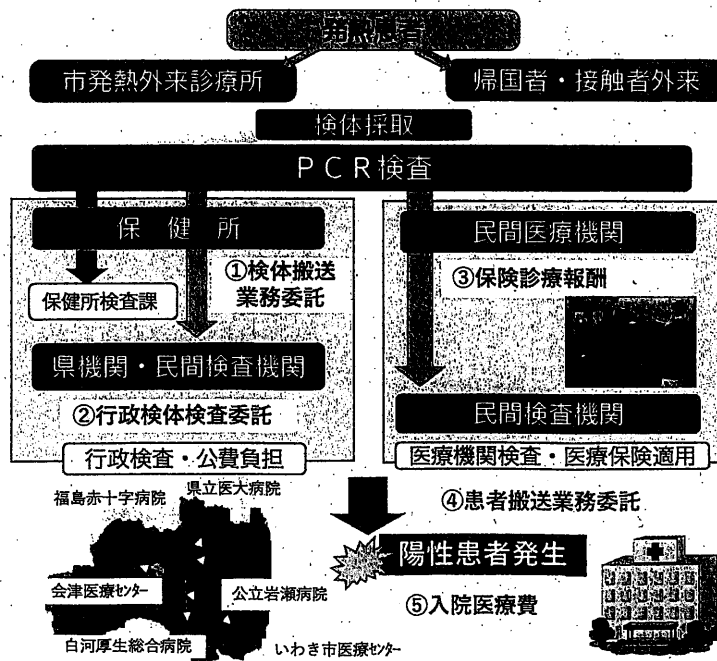 発熱患者
市発熱外来診療所
帰国者・接触者外来
検体採取
PCR検査
保健所
①検体搬送
業務委託
保健所検査課
県機関・民間検査機関
②行政検体検査委託
行政検査・公費負担
民間医療機関
③保険診療報酬
民間検査機関
医療機関検査・医療保険適用
④患者搬送業務委託
陽性患者発生
⑤入院医療費
福島赤十字病院
県立医大病院
会津医療センター
公立岩瀬病院
白河厚生総合病院
いわき市医療センター